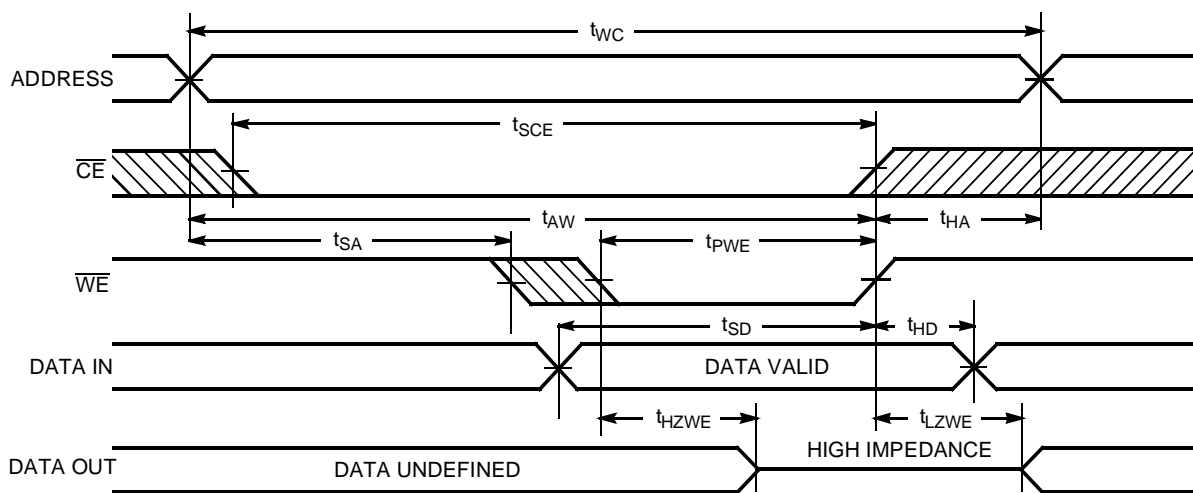 tWC
ADDRESS
tSCE
CE
tAW
tHA
tSA
tPWE
WE
tSD
tHD
DATA IN
DATA VALID
tHZWE
tLZWE
DATA OUT
DATA UNDEFINED
HIGH IMPEDANCE